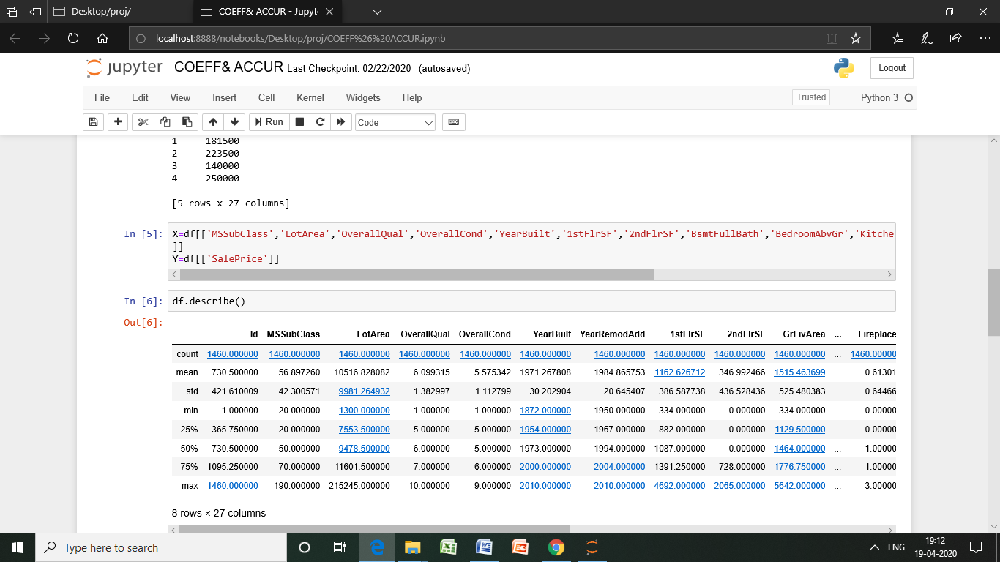 Desktop/proj/
COEFF& ACCUR - Jupyt
localhost:8888/notebooks/Desktop/proj/COEFF%26%20ACCUR.ipynb
jupyter COEFF& ACCUR Last Checkpoint: 02/22/2020 (autosaved)
Logout
File Edit View Insert Cell Kernel Widgets Help
Trusted
Python 3
Run
Code
1 181500
2 223500
3 140000
4 250000
[5 rows x 27 columns]
In [5]: X=df[['MSSubClass','LotArea','OverallQual','OverallCond','YearBuilt','1stFlrSF','2ndFlrSF','BsmtFullBath','BedroomAbvGr','Kitchen
]]
Y=df[['SalePrice']]
In [6]: df.describe()
Out[6]:
Id MSSubClass LotArea OverallQual OverallCond YearBuilt YearRemodAdd 1stFlrSF 2ndFlrSF GrLivArea ... Fireplace
count 1460.000000 1460.000000 1460.000000 1460.000000 1460.000000 1460.000000 1460.000000 1460.000000 1460.000000 1460.000000 ... 1460.00000
mean 730.500000 56.897260 10516.828082 6.099315 5.575342 1971.267808 1984.865753 1162.626712 346.992466 1515.463699 ... 0.61301
std 421.610009 42.300571 9981.264932 1.382997 1.112799 30.202904 20.645407 386.587738 436.528436 525.480383 ... 0.64466
min 1.000000 20.000000 1300.000000 1.000000 1.000000 1872.000000 1950.000000 334.000000 0.000000 334.000000 ... 0.00000
25% 365.750000 20.000000 7553.500000 5.000000 5.000000 1954.000000 1967.000000 882.000000 0.000000 1129.500000 ... 0.00000
50% 730.500000 50.000000 9478.500000 6.000000 5.000000 1973.000000 1994.000000 1087.000000 0.000000 1464.000000 ... 1.00000
75% 1095.250000 70.000000 11601.500000 7.000000 6.000000 2000.000000 2004.000000 1391.250000 728.000000 1776.750000 ... 1.00000
max 1460.000000 190.000000 215245.000000 10.000000 9.000000 2010.000000 2010.000000 4692.000000 2065.000000 5642.000000 ... 3.00000
8 rows × 27 columns
Type here to search
ENG
19:12
19-04-2020